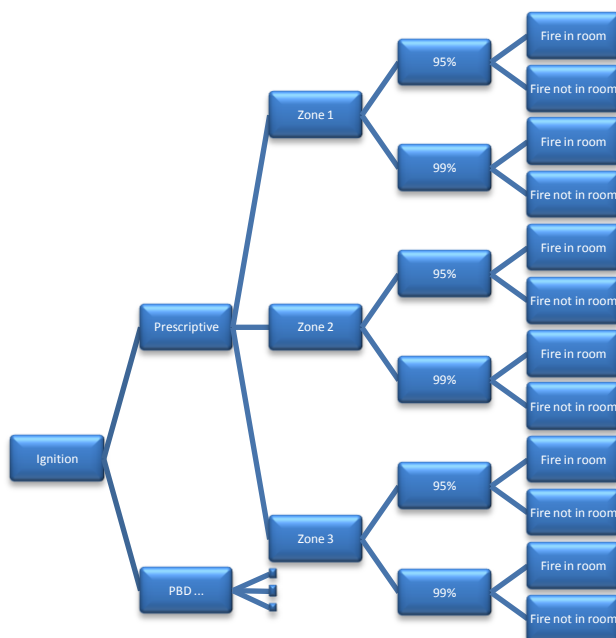 Fire in room
95%
Fire not in room
Zone 1
Fire in room
99%
Fire not in room
Fire in room
95%
Fire not in room
Prescriptive
Zone 2
Fire in room
99%
Fire not in room
Ignition
Fire in room
95%
Fire not in room
Zone 3
Fire in room
PBD ...
99%
Fire not in room